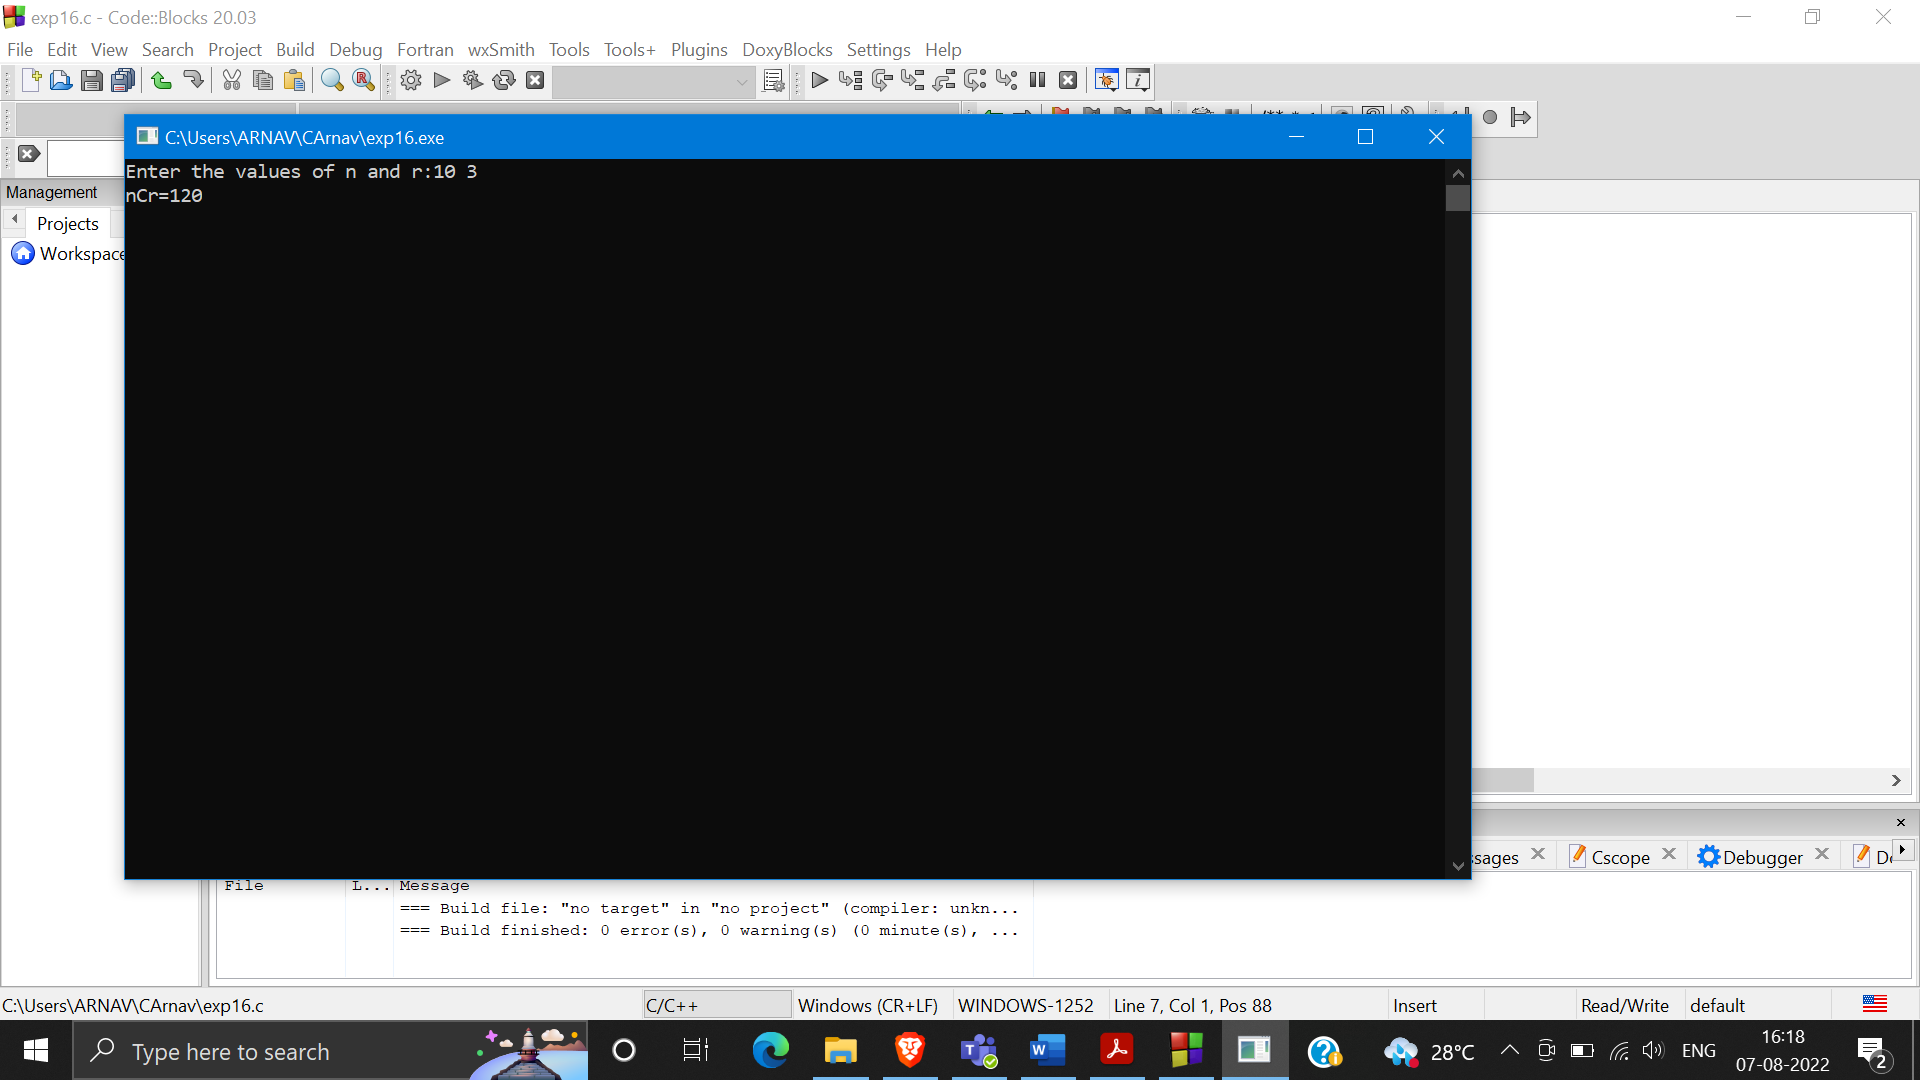 exp16.c - Code::Blocks 20.03
File Edit View Search Project Build Debug Fortran wxSmith Tools Tools+ Plugins DoxyBlocks Settings Help
C:\Users\ARNAV\CArnav\exp16.exe
Enter the values of n and r:10 3
nCr=120
Management
Projects
Workspace
ssages Cscope Debugger
File L... Message
=== Build file: "no target" in "no project" (compiler: unkn...
=== Build finished: 0 error(s), 0 warning(s) (0 minute(s), ...
C:\Users\ARNAV\CArnav\exp16.c C/C++ Windows (CR+LF) WINDOWS-1252 Line 7, Col 1, Pos 88 Insert Read/Write default
Type here to search 28°C ENG 16:18
07-08-2022 2